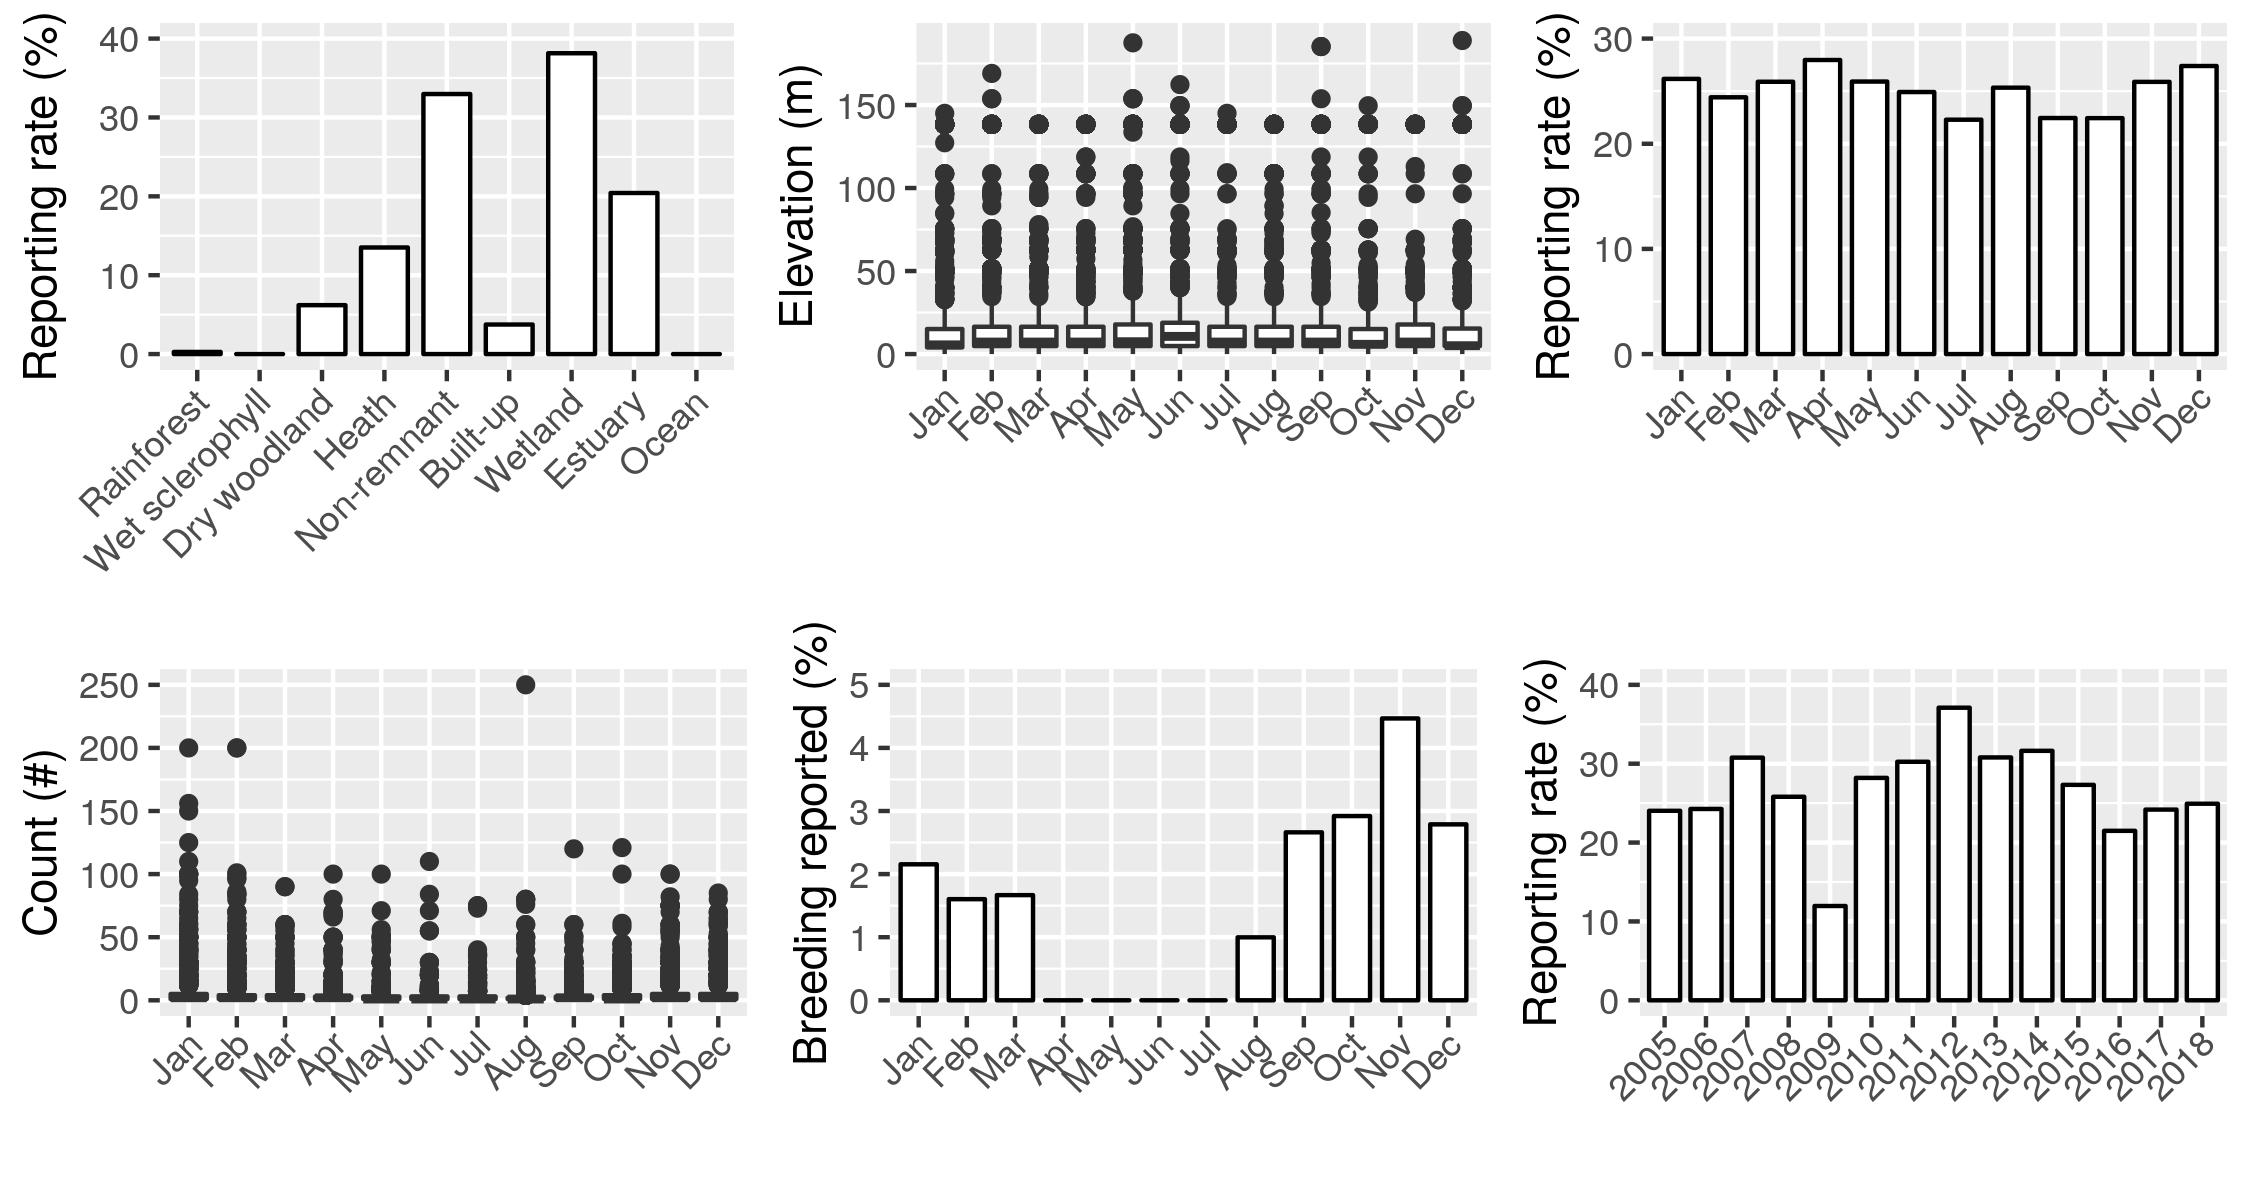 Reporting rate (%)
40
30
20
10
0
Rainforest
Wet sclerophyll
Dry woodland
Heath
Non-remnant
Built-up
Wetland
Estuary
Ocean
Elevation (m)
150
100
50
0
Jan
Feb
Mar
Apr
May
Jun
Jul
Aug
Sep
Oct
Nov
Dec
Reporting rate (%)
30
20
10
0
Jan
Feb
Mar
Apr
May
Jun
Jul
Aug
Sep
Oct
Nov
Dec
Count (#)
250
200
150
100
50
0
Jan
Feb
Mar
Apr
May
Jun
Jul
Aug
Sep
Oct
Nov
Dec
Breeding reported (%)
5
4
3
2
1
0
Jan
Feb
Mar
Apr
May
Jun
Jul
Aug
Sep
Oct
Nov
Dec
Reporting rate (%)
40
30
20
10
0
2005
2006
2007
2008
2009
2010
2011
2012
2013
2014
2015
2016
2017
2018